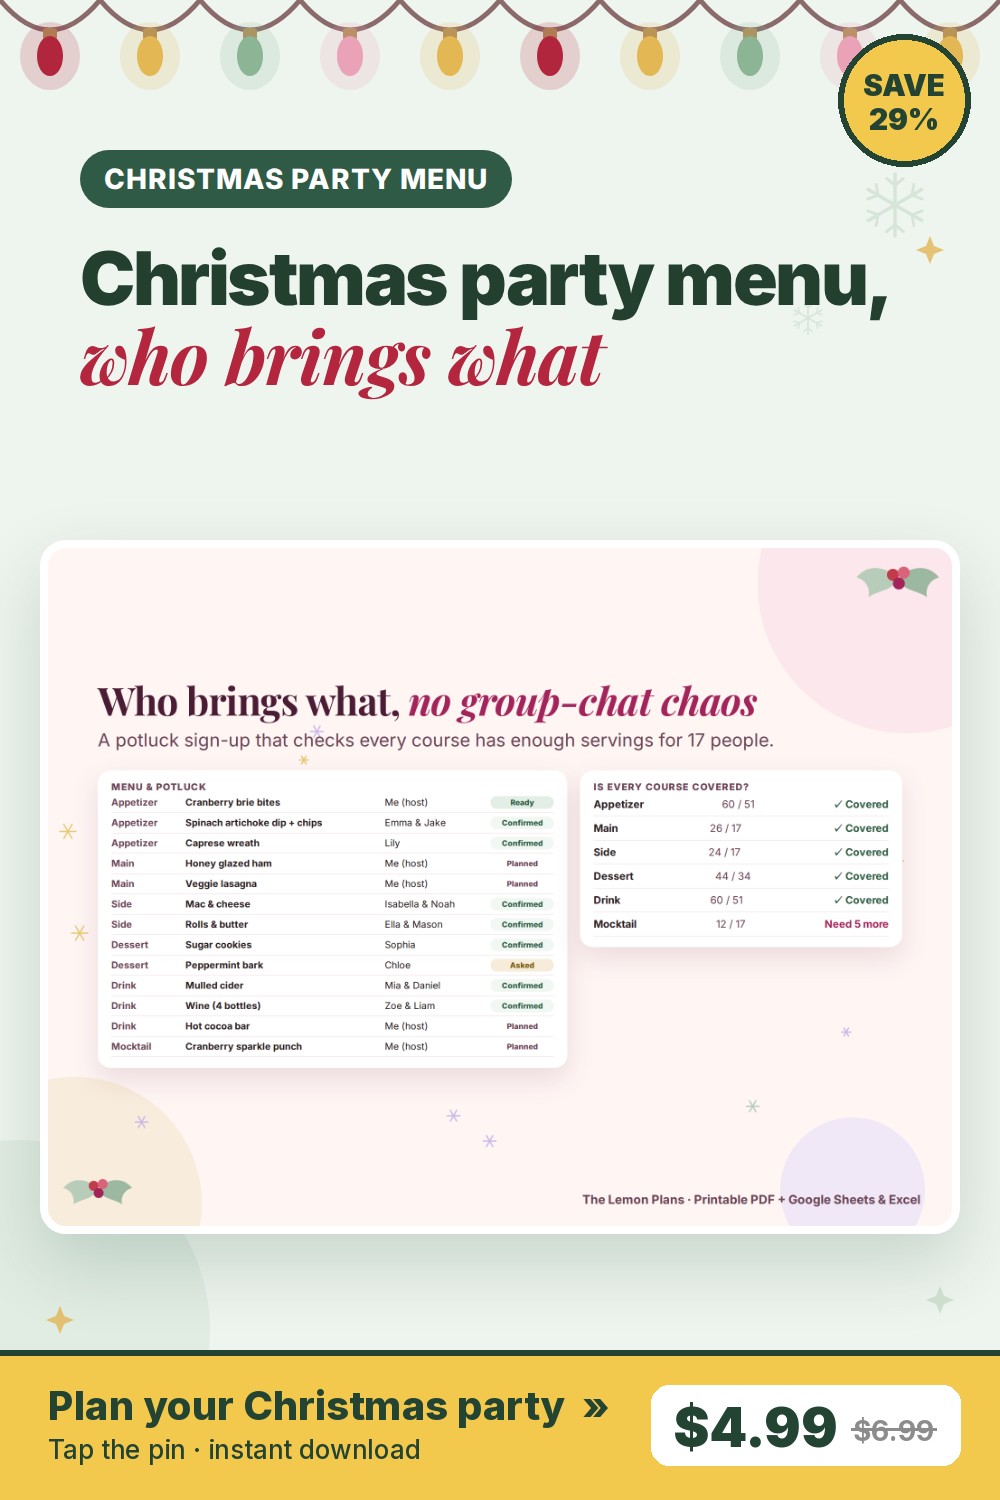 SAVE
29%
CHRISTMAS PARTY MENU
Christmas party menu,
who brings what
Who brings what, no group-chat chaos
A potluck sign-up that checks every course has enough servings for 17 people.
MENU & POTLUCK
Appetizer Cranberry brie bites Me (host) Ready
Appetizer Spinach artichoke dip + chips Emma & Jake Confirmed
Appetizer Caprese wreath Lily Confirmed
Main Honey glazed ham Me (host) Planned
Main Veggie lasagna Me (host) Planned
Side Mac & cheese Isabella & Noah Confirmed
Side Rolls & butter Ella & Mason Confirmed
Dessert Sugar cookies Sophia Confirmed
Dessert Peppermint bark Chloe Asked
Drink Mulled cider Mia & Daniel Confirmed
Drink Wine (4 bottles) Zoe & Liam Confirmed
Drink Hot cocoa bar Me (host) Planned
Mocktail Cranberry sparkle punch Me (host) Planned
IS EVERY COURSE COVERED?
Appetizer 60 / 51 ✓ Covered
Main 26 / 17 ✓ Covered
Side 24 / 17 ✓ Covered
Dessert 44 / 34 ✓ Covered
Drink 60 / 51 ✓ Covered
Mocktail 12 / 17 Need 5 more
The Lemon Plans · Printable PDF + Google Sheets & Excel
Plan your Christmas party »
Tap the pin · instant download
$4.99 $6.99